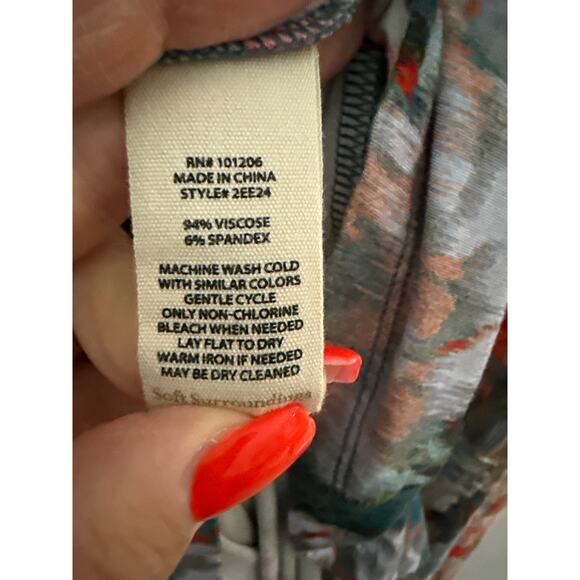 RN# 101206
MADE IN CHINA
STYLE# 2EE24
94% VISCOSE
6% SPANDEX
MACHINE WASH COLD
WITH SIMILAR COLORS
GENTLE CYCLE
ONLY NON-CHLORINE
BLEACH WHEN NEEDED
LAY FLAT TO DRY
WARM IRON IF NEEDED
MAY BE DRY CLEANED
Soft Surroundings